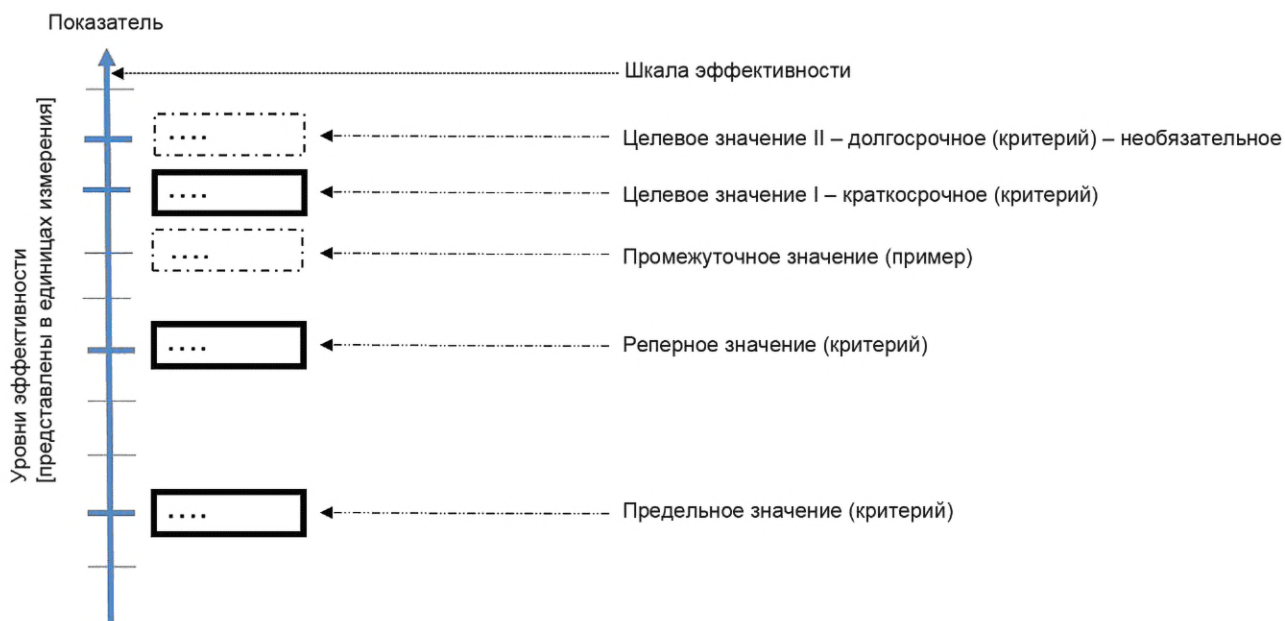 Показатель
Шкала эффективности
.... Целевое значение II – долгосрочное (критерий) – необязательное
.... Целевое значение I – краткосрочное (критерий)
.... Промежуточное значение (пример)
.... Реперное значение (критерий)
.... Предельное значение (критерий)
Уровни эффективности
[представлены в единицах измерения]